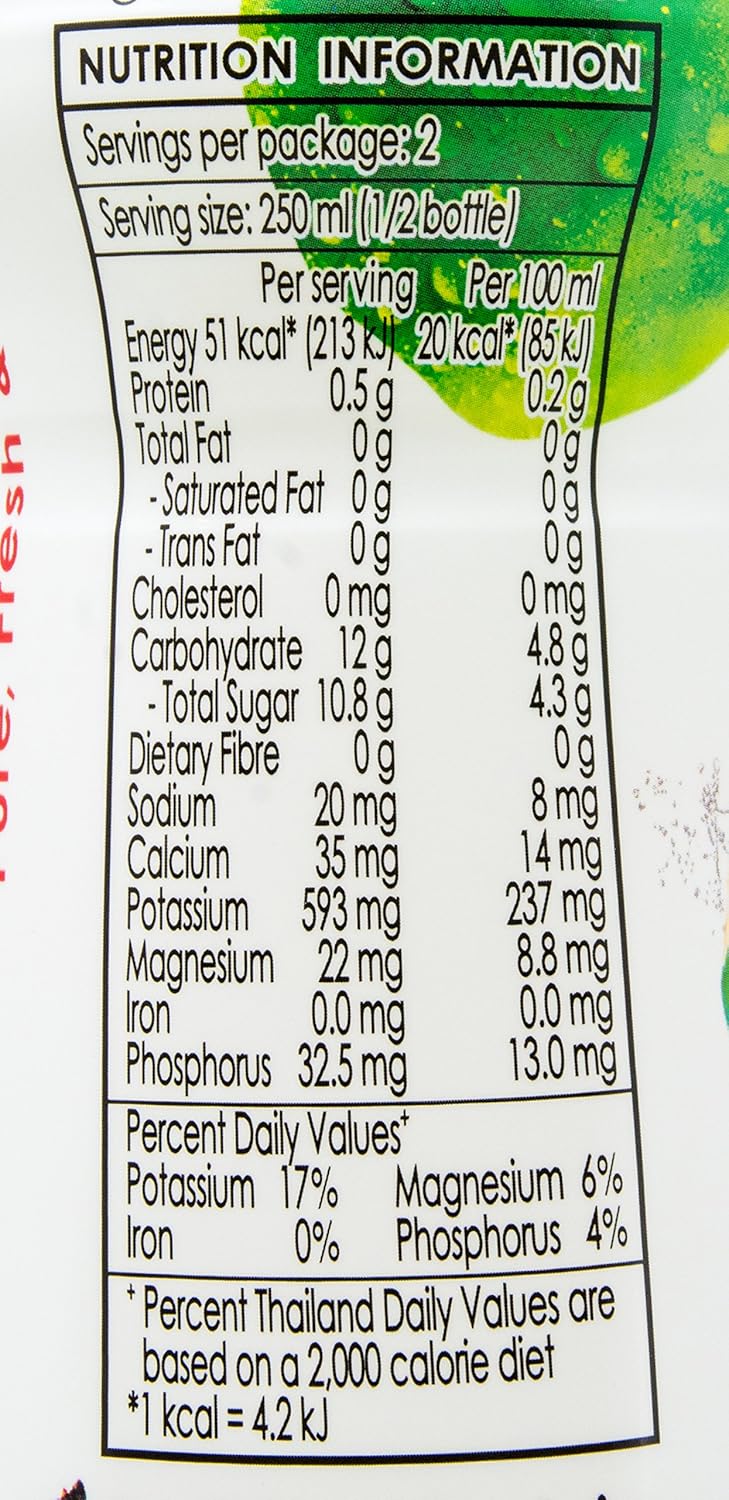 NUTRITION INFORMATION
Servings per package: 2
Serving size: 250 ml (1/2 bottle)
Per serving Per 100 ml
Energy 51 kcal* (213 kJ) 20 kcal* (85 kJ)
Protein 0.5 g 0.2 g
Total Fat 0 g 0 g
- Saturated Fat 0 g 0 g
- Trans Fat 0 g 0 g
Cholesterol 0 mg 0 mg
Carbohydrate 12 g 4.8 g
- Total Sugar 10.8 g 4.3 g
Dietary Fibre 0 g 0 g
Sodium 20 mg 8 mg
Calcium 35 mg 14 mg
Potassium 593 mg 237 mg
Magnesium 22 mg 8.8 mg
Iron 0.0 mg 0.0 mg
Phosphorus 32.5 mg 13.0 mg
Percent Daily Values+
Potassium 17% Magnesium 6%
Iron 0% Phosphorus 4%
+ Percent Thailand Daily Values are
based on a 2,000 calorie diet
*1 kcal = 4.2 kJ
Fresh &